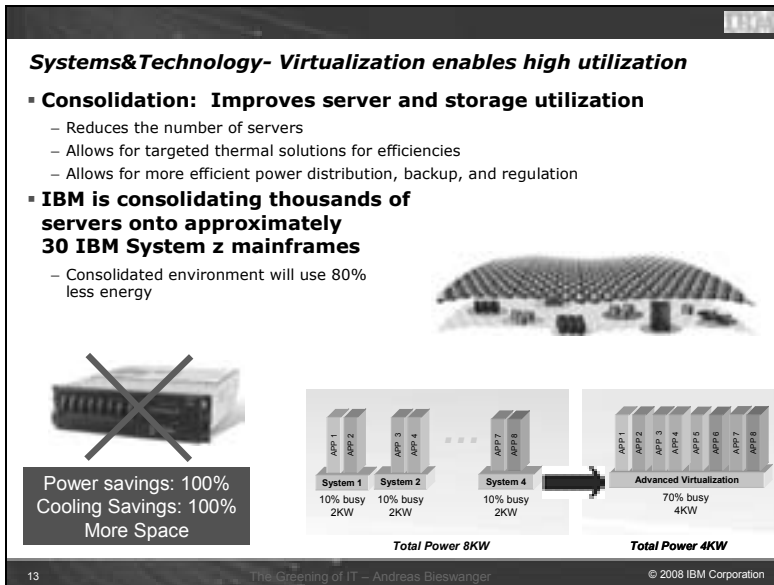 IBM
Systems&Technology- Virtualization enables high utilization
▪ Consolidation: Improves server and storage utilization
– Reduces the number of servers
– Allows for targeted thermal solutions for efficiencies
– Allows for more efficient power distribution, backup, and regulation
▪ IBM is consolidating thousands of
servers onto approximately
30 IBM System z mainframes
– Consolidated environment will use 80%
less energy
Power savings: 100%
Cooling Savings: 100%
More Space
APP 1 APP 2 APP 3 APP 4 ... APP 7 APP 8
System 1 System 2 System 4
10% busy 10% busy 10% busy
2KW 2KW 2KW
Total Power 8KW
APP 1 APP 2 APP 3 APP 4 APP 5 APP 6 APP 7 APP 8
Advanced Virtualization
70% busy
4KW
Total Power 4KW
13 The Greening of IT – Andreas Bieswanger © 2008 IBM Corporation